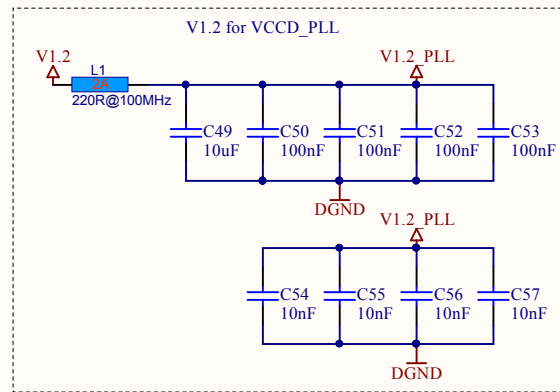 V1.2 for VCCD_PLL
V1.2
V1.2_PLL
L1
2A
220R@100MHz
C49
10uF
C50
100nF
C51
100nF
C52
100nF
C53
100nF
DGND
V1.2_PLL
C54
10nF
C55
10nF
C56
10nF
C57
10nF
DGND